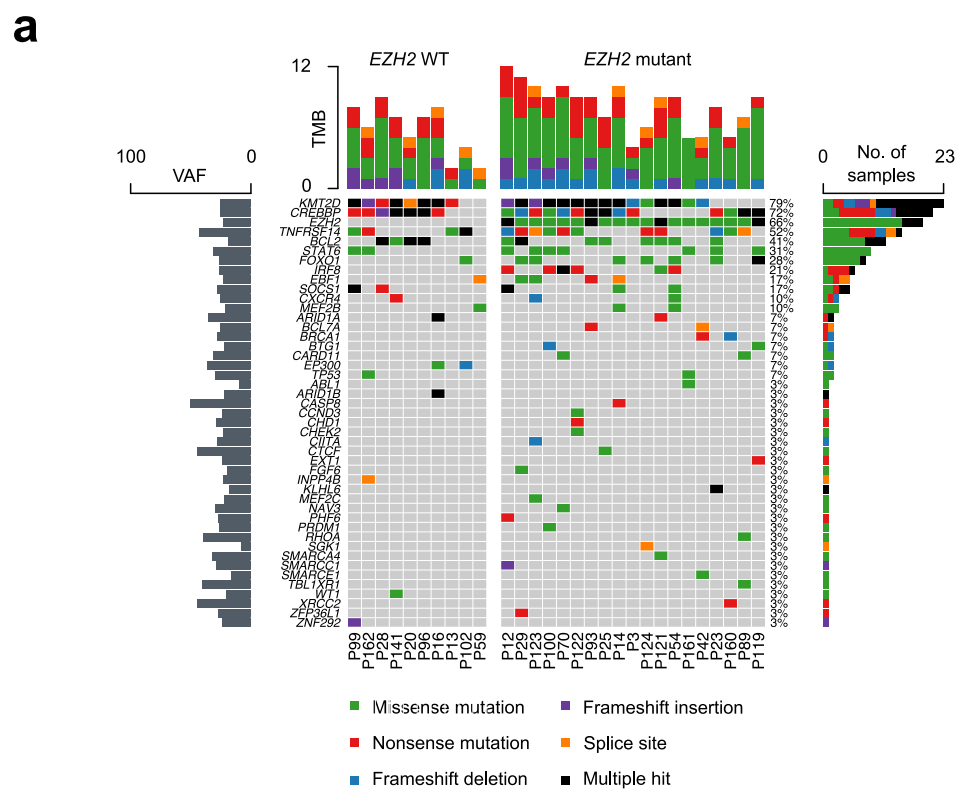 a
EZH2 WT
EZH2 mutant
12
TMB
0
100
VAF
0
0
No. of samples
23
KMT2D 79%
CREBBP 72%
EZH2 66%
TNFRSF14 52%
BCL2 41%
STAT6 31%
FOXO1 28%
IRF8 21%
EBF1 17%
SOCS1 17%
CXCR4 10%
MEF2B 10%
ARID1A 7%
BCL7A 7%
BRCA1 7%
BTG1 7%
CARD11 7%
EP300 7%
TP53 7%
ABL1 3%
ARID1B 3%
CASP8 3%
CCND3 3%
CHD1 3%
CHEK2 3%
CIITA 3%
CTCF 3%
EXT1 3%
FGF6 3%
INPP4B 3%
KLHL6 3%
MEF2C 3%
NAV3 3%
PHF6 3%
PRDM1 3%
RHOA 3%
SGK1 3%
SMARCA4 3%
SMARCC1 3%
SMARCE1 3%
TBL1XR1 3%
WT1 3%
XRCC2 3%
ZFP36L1 3%
ZNF292 3%
P99 P162 P28 P141 P20 P96 P16 P13 P102 P59 P12 P29 P123 P100 P70 P122 P93 P25 P14 P3 P124 P121 P54 P161 P42 P23 P160 P89 P119
Missense mutation
Frameshift insertion
Nonsense mutation
Splice site
Frameshift deletion
Multiple hit